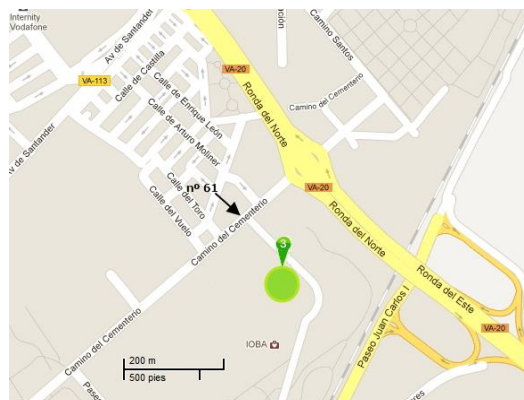 Internity
Vodafone
Av de Santander
VA-113
Calle de Castilla
Calle de Enrique León
Calle de Arturo Moliner
VA-20
Ronda del Norte
Camino Santos
Camino del Cementerio
nº 61
Calle del Toro
Calle del Vuelo
Camino del Cementerio
VA-20
Ronda del Norte
Av de Santander
3
Ronda del Este
VA-20
Paseo Juan Carlos I
IOBA
Camino del Cementerio
200 m
500 pies